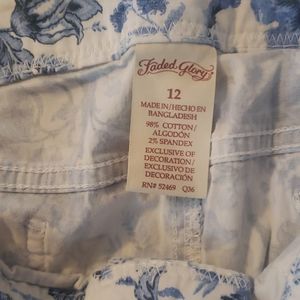 Jaded Glory
12
MADE IN/HECHO EN
BANGLADESH
98% COTTON/
ALGODÓN
2% SPANDEX
EXCLUSIVE OF
DECORATION/
EXCLUSIVO DE
DECORACIÓN
RN# 52469 Q36